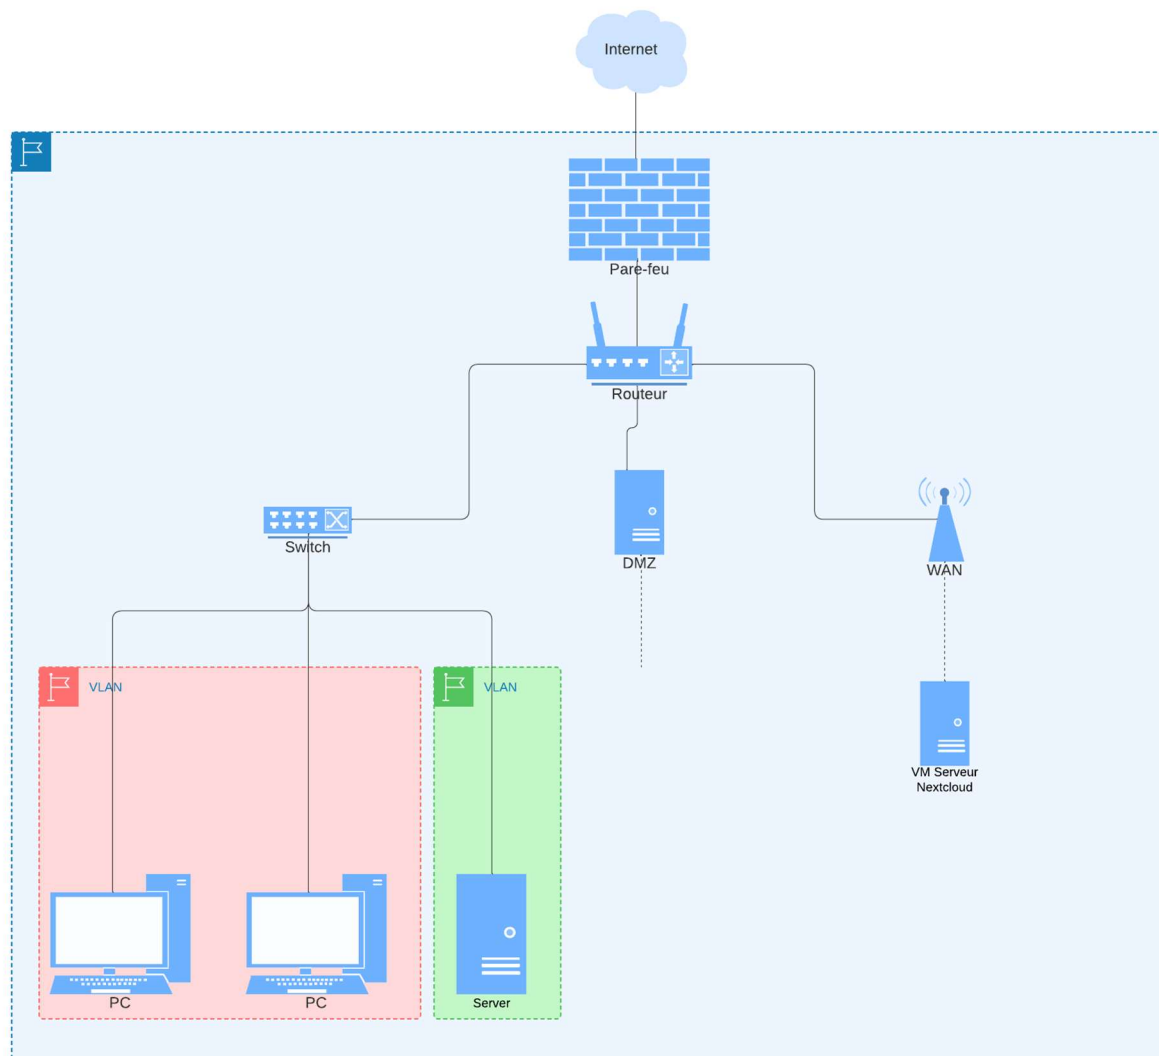 Internet
Pare-feu
Routeur
Switch
DMZ
WAN
VLAN
VLAN
VM Serveur
Nextcloud
PC
PC
Server